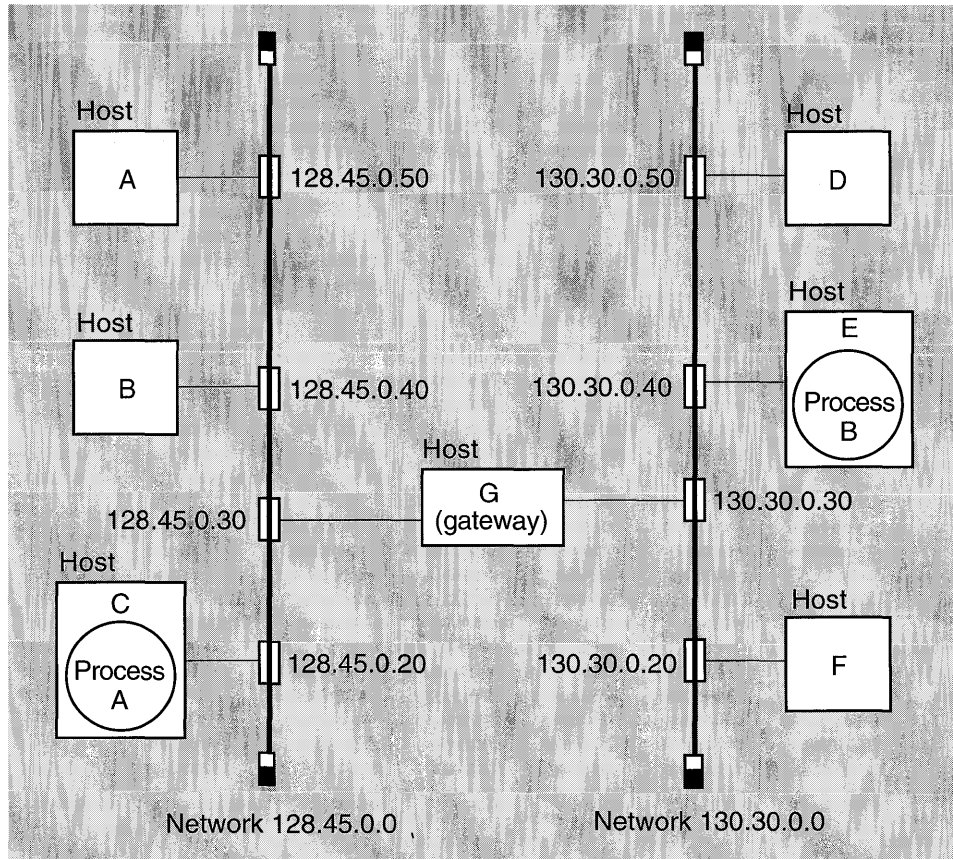 Host
A
128.45.0.50
130.30.0.50
Host
D
Host
B
128.45.0.40
130.30.0.40
Host
E
Process
B
Host
G
(gateway)
128.45.0.30
130.30.0.30
Host
C
Process
A
128.45.0.20
130.30.0.20
Host
F
Network 128.45.0.0
Network 130.30.0.0